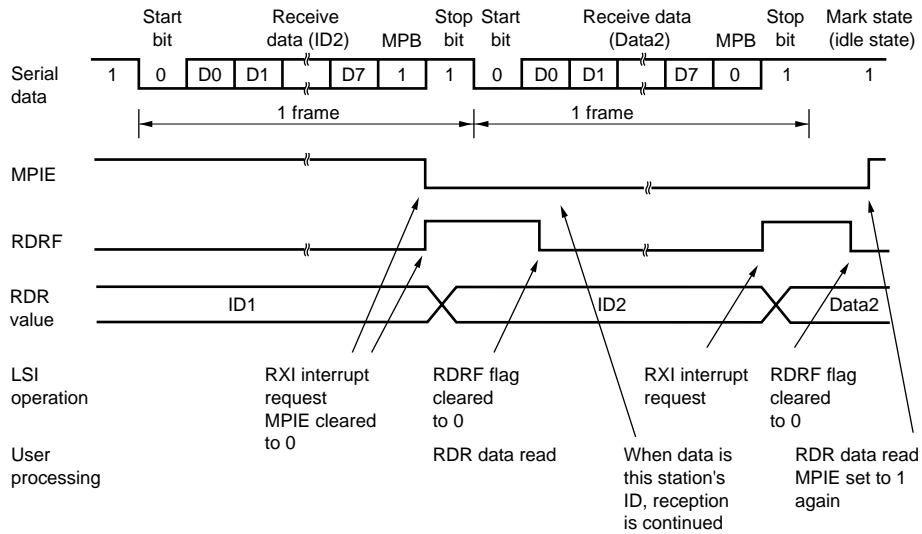 Start bit
Receive data (ID2)
MPB
Stop bit
Start bit
Receive data (Data2)
MPB
Stop bit
Mark state (idle state)
Serial data
1 0 D0 D1 D7 1 1 0 D0 D1 D7 0 1 1
1 frame 1 frame
MPIE
RDRF
RDR value
ID1 ID2 Data2
LSI operation
RXI interrupt request MPIE cleared to 0
RDRF flag cleared to 0
RXI interrupt request
RDRF flag cleared to 0
User processing
RDR data read
When data is this station's ID, reception is continued
RDR data read MPIE set to 1 again